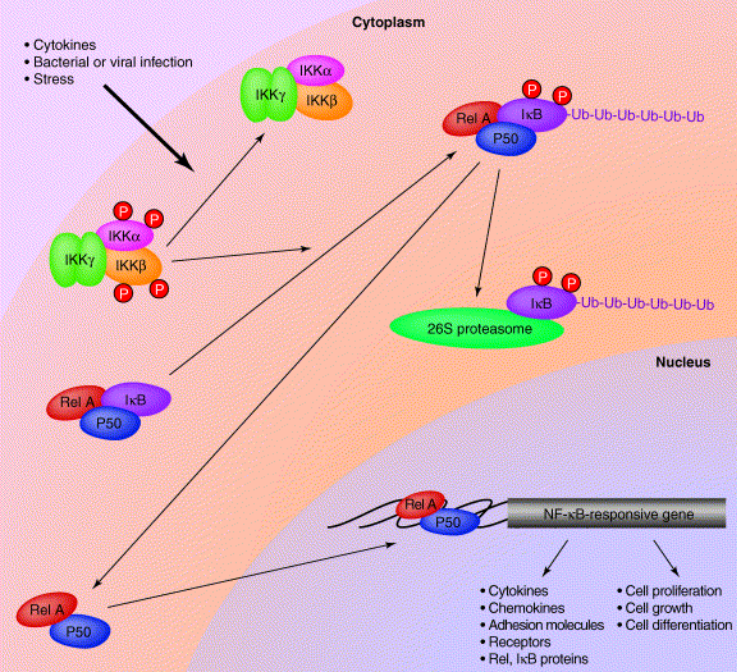 Cytoplasm
• Cytokines
• Bacterial or viral infection
• Stress
IKKα
IKKγ
IKKβ
P P
Rel A
IκB
-Ub-Ub-Ub-Ub-Ub-Ub
P50
P P
IKKα
IKKγ
IKKβ
P P
P P
IκB
-Ub-Ub-Ub-Ub-Ub-Ub
26S proteasome
Nucleus
Rel A
IκB
P50
Rel A
P50
NF-κB-responsive gene
• Cytokines
• Chemokines
• Adhesion molecules
• Receptors
• Rel, IκB proteins
• Cell proliferation
• Cell growth
• Cell differentiation
Rel A
P50